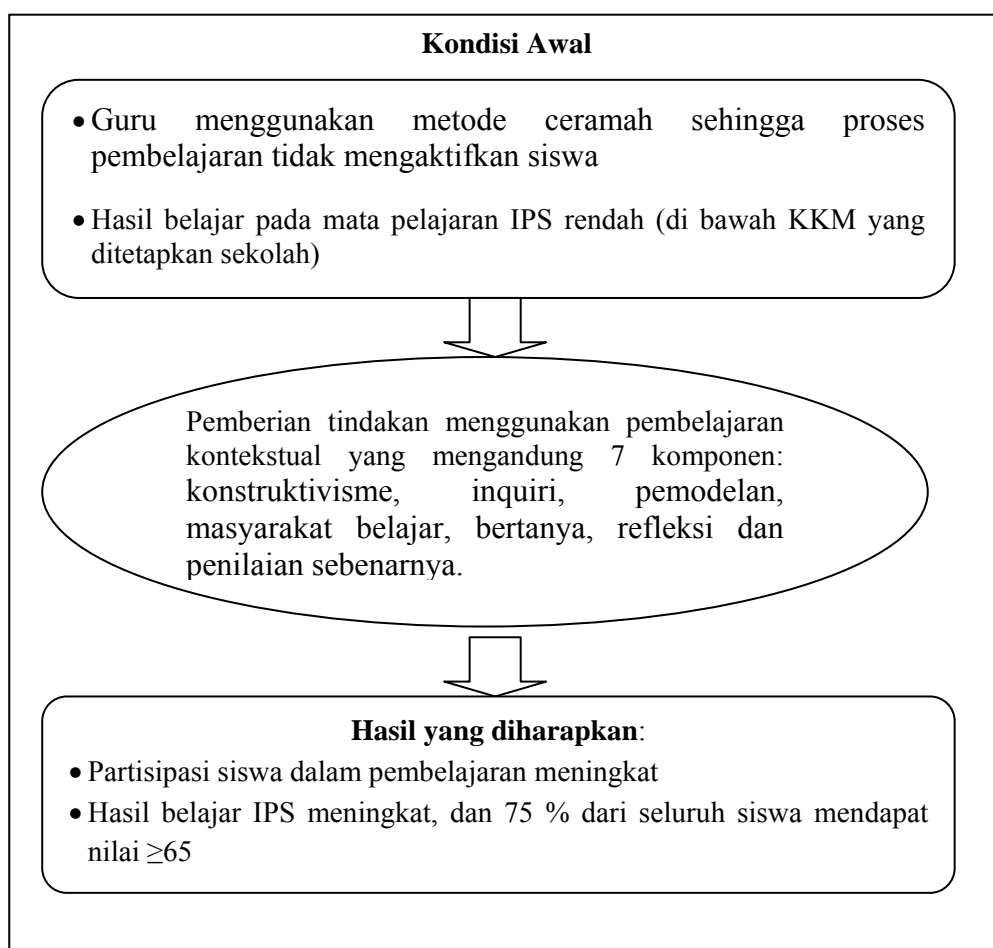 Kondisi Awal
• Guru menggunakan metode ceramah sehingga proses
pembelajaran tidak mengaktifkan siswa
• Hasil belajar pada mata pelajaran IPS rendah (di bawah KKM yang
ditetapkan sekolah)
Pemberian tindakan menggunakan pembelajaran
kontekstual yang mengandung 7 komponen:
konstruktivisme, inquiri, pemodelan,
masyarakat belajar, bertanya, refleksi dan
penilaian sebenarnya.
Hasil yang diharapkan:
• Partisipasi siswa dalam pembelajaran meningkat
• Hasil belajar IPS meningkat, dan 75 % dari seluruh siswa mendapat
nilai ≥65